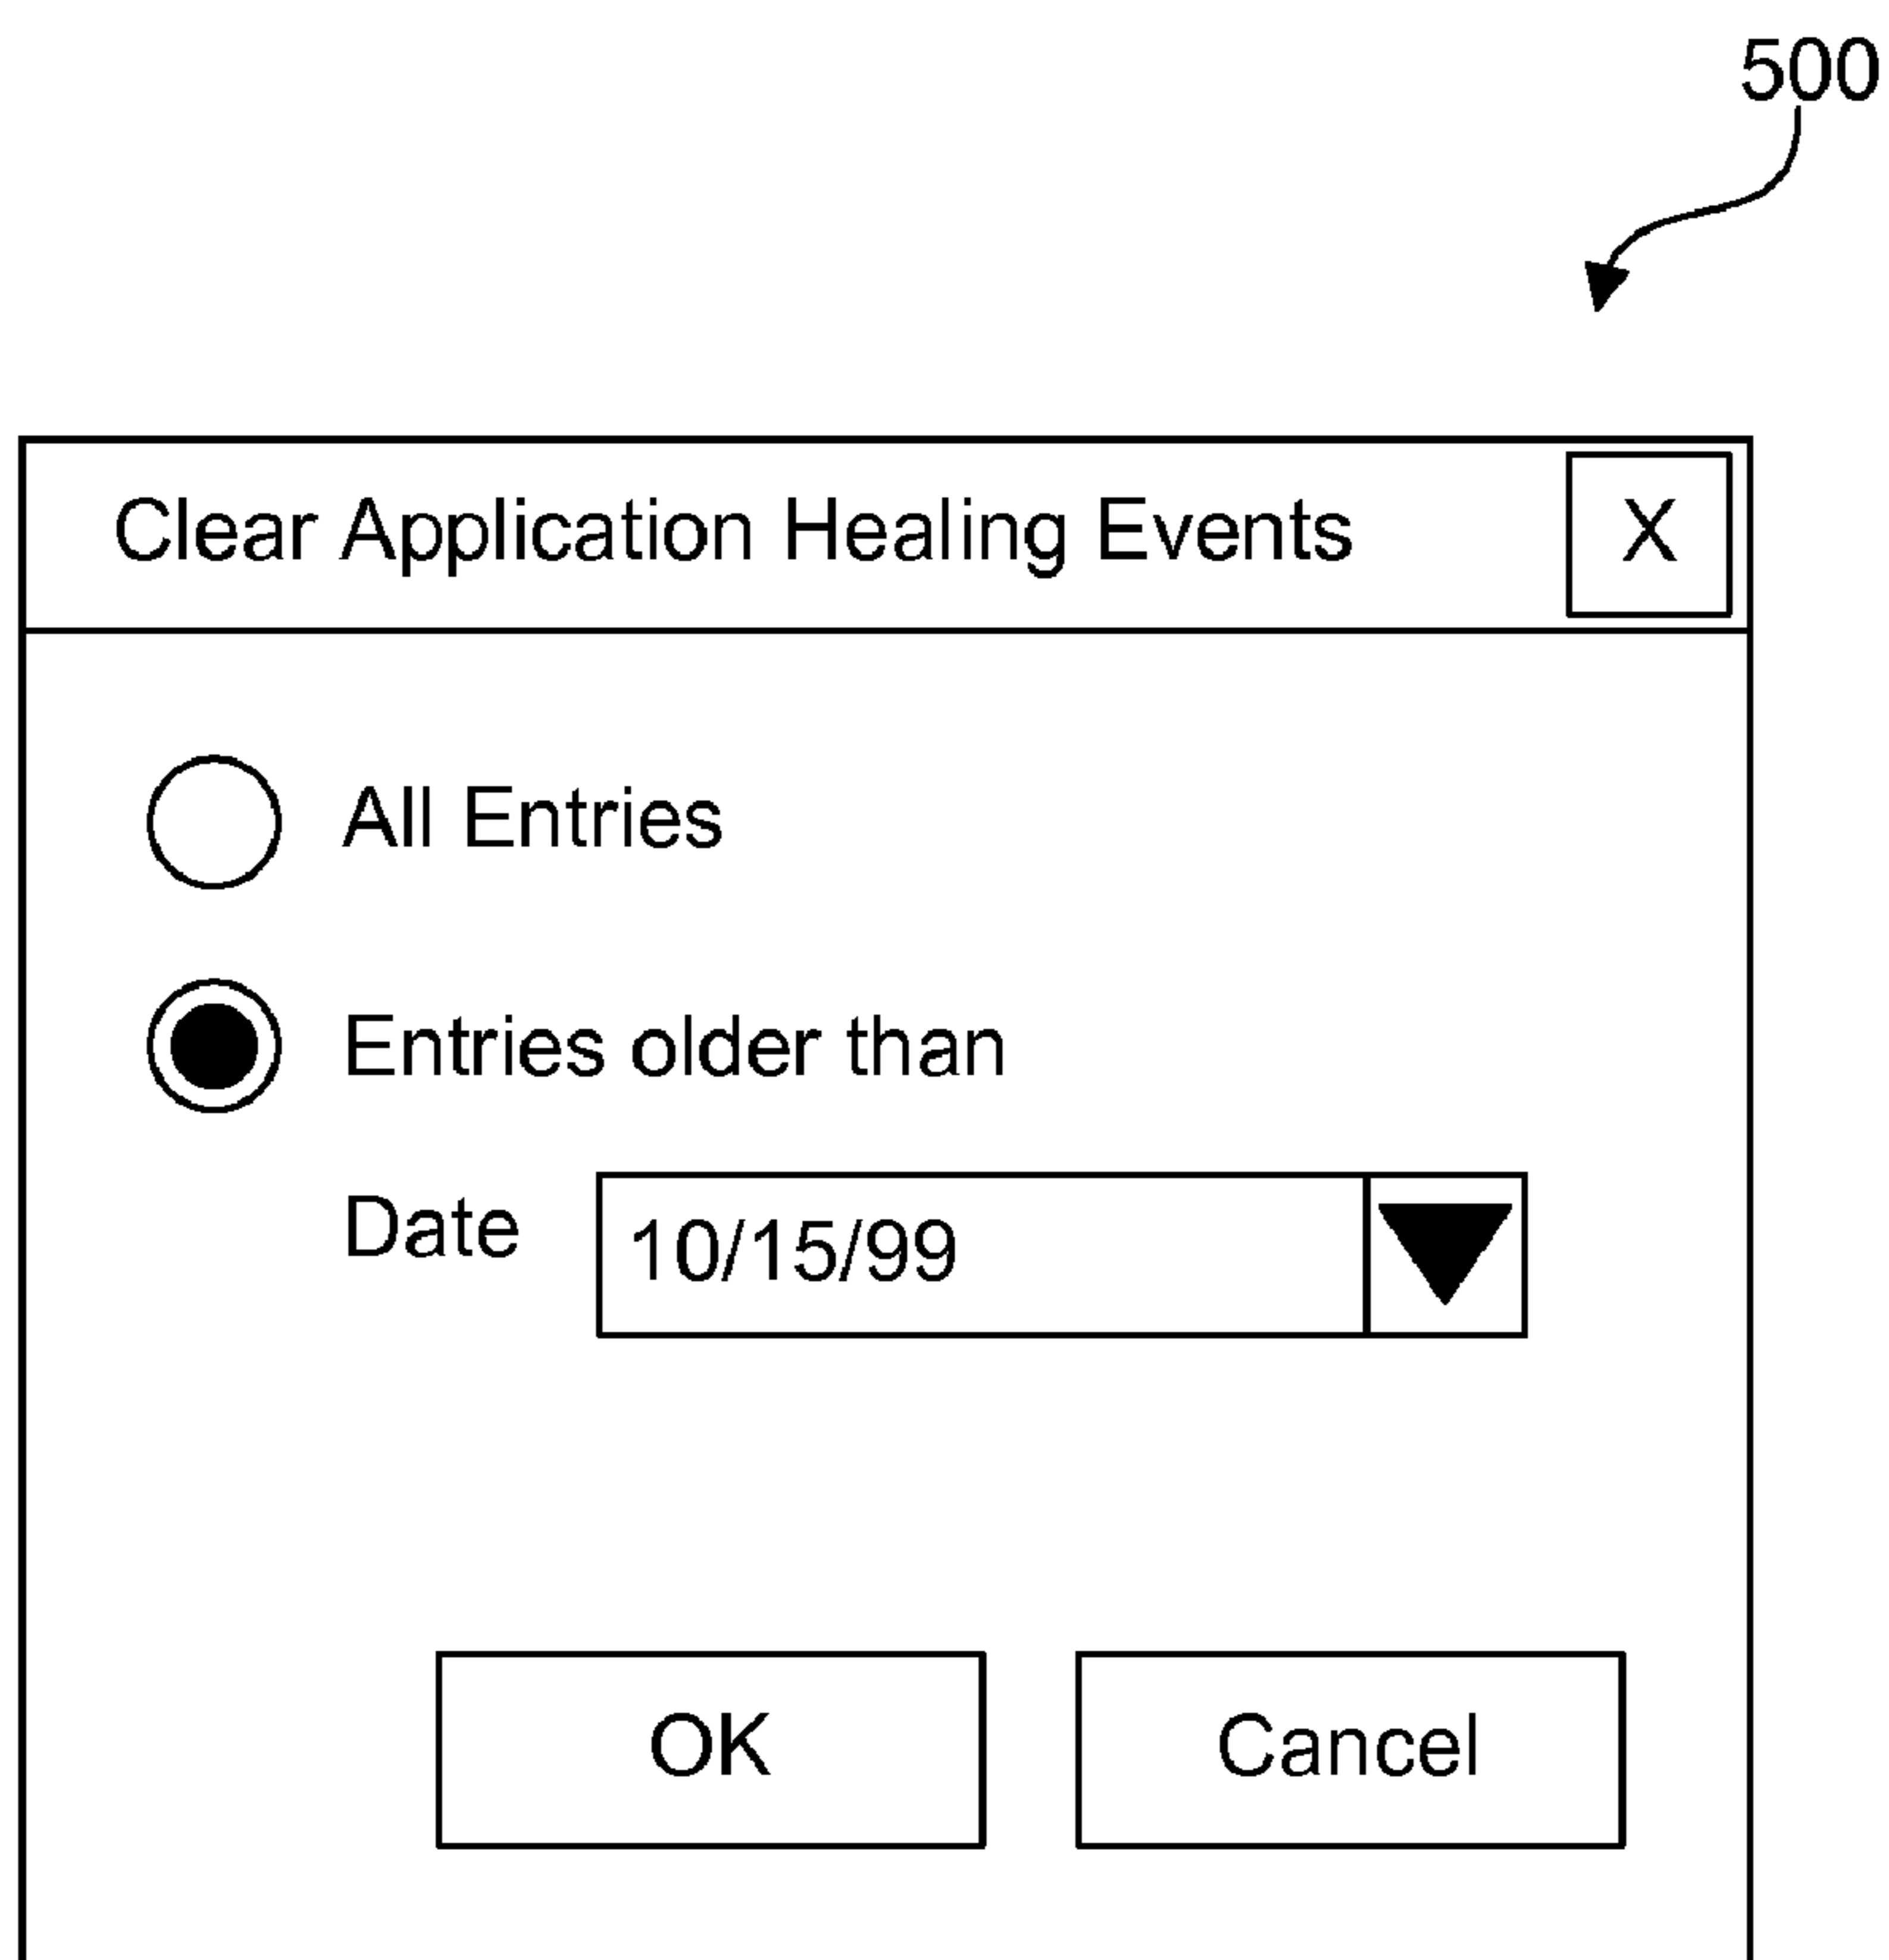 500
Clear Application Healing Events X
All Entries
Entries older than
Date 10/15/99
OK Cancel